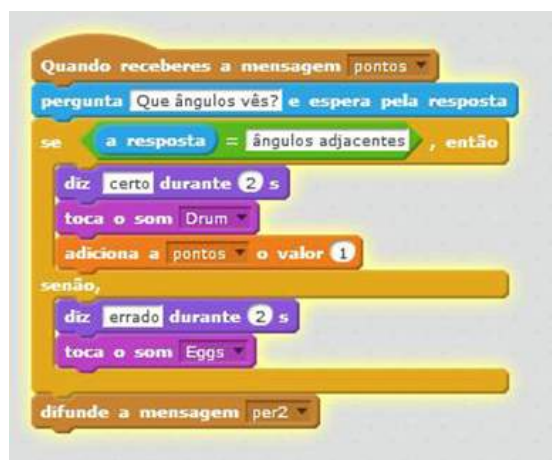 Quando receberes a mensagem pontos
pergunta Que ângulos vês? e espera pela resposta
se a resposta = ângulos adjacentes , então
diz certo durante 2 s
toca o som Drum
adiciona a pontos o valor 1
senão,
diz errado durante 2 s
toca o som Eggs
difunde a mensagem per2